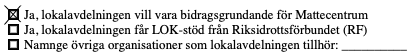 Ja, lokalavdelningen vill vara bidragsgrundande för Mattecentrum
Ja, lokalavdelningen får LOK-stöd från Riksidrottsförbundet (RF)
Namnge övriga organisationer som lokalavdelningen tillhör: __________